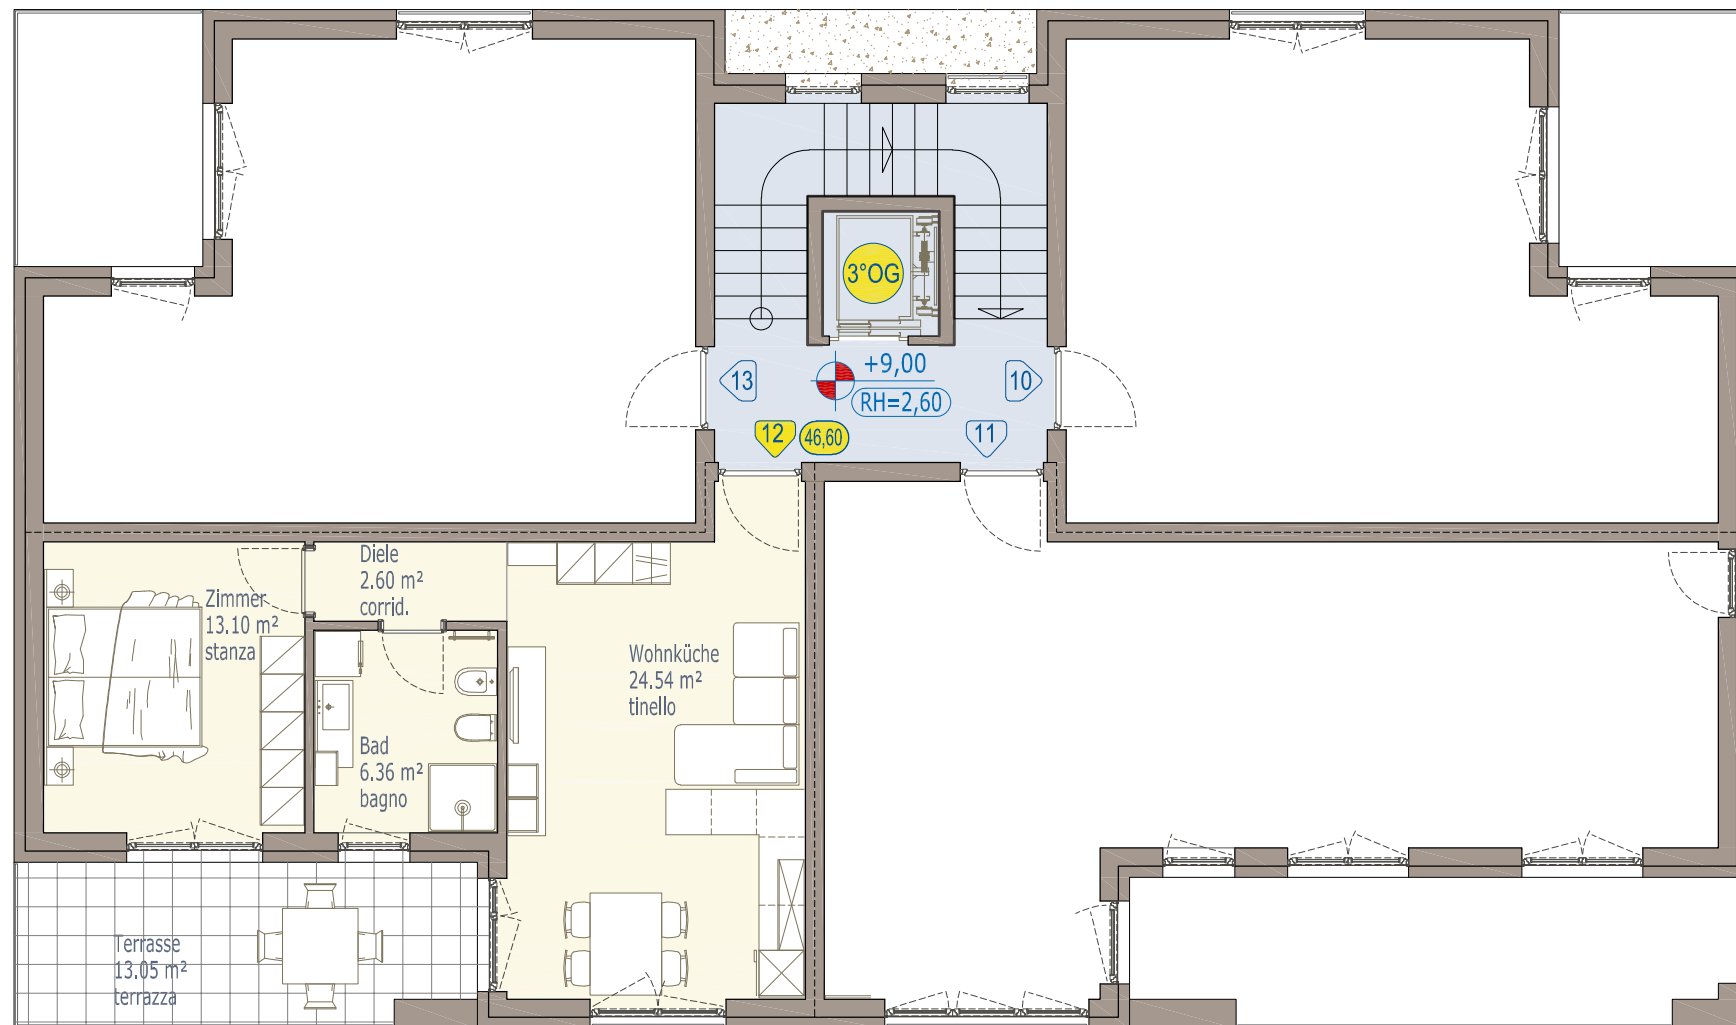 3°OG
+9,00
RH=2,60
13
10
12
46,60
11
Diele
2.60 m²
corrid.
Zimmer
13.10 m²
stanza
Wohnküche
24.54 m²
tinello
Bad
6.36 m²
bagno
Terrasse
13.05 m²
terrazza